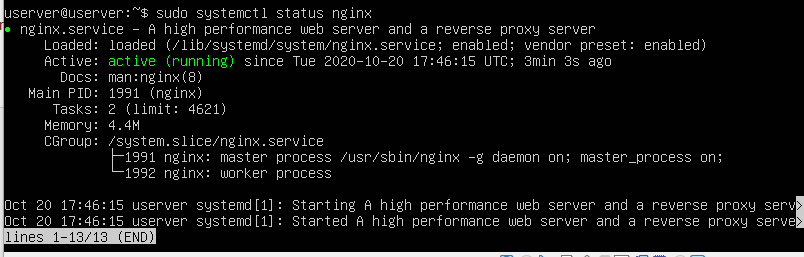 userver@userver:~$ sudo systemctl status nginx
● nginx.service – A high performance web server and a reverse proxy server
Loaded: loaded (/lib/systemd/system/nginx.service; enabled; vendor preset: enabled)
Active: active (running) since Tue 2020-10-20 17:46:15 UTC; 3min 3s ago
Docs: man:nginx(8)
Main PID: 1991 (nginx)
Tasks: 2 (limit: 4621)
Memory: 4.4M
CGroup: /system.slice/nginx.service
├─1991 nginx: master process /usr/sbin/nginx -g daemon on; master_process on;
└─1992 nginx: worker process
Oct 20 17:46:15 userver systemd[1]: Starting A high performance web server and a reverse proxy serv>
Oct 20 17:46:15 userver systemd[1]: Started A high performance web server and a reverse proxy serve>
lines 1-13/13 (END)